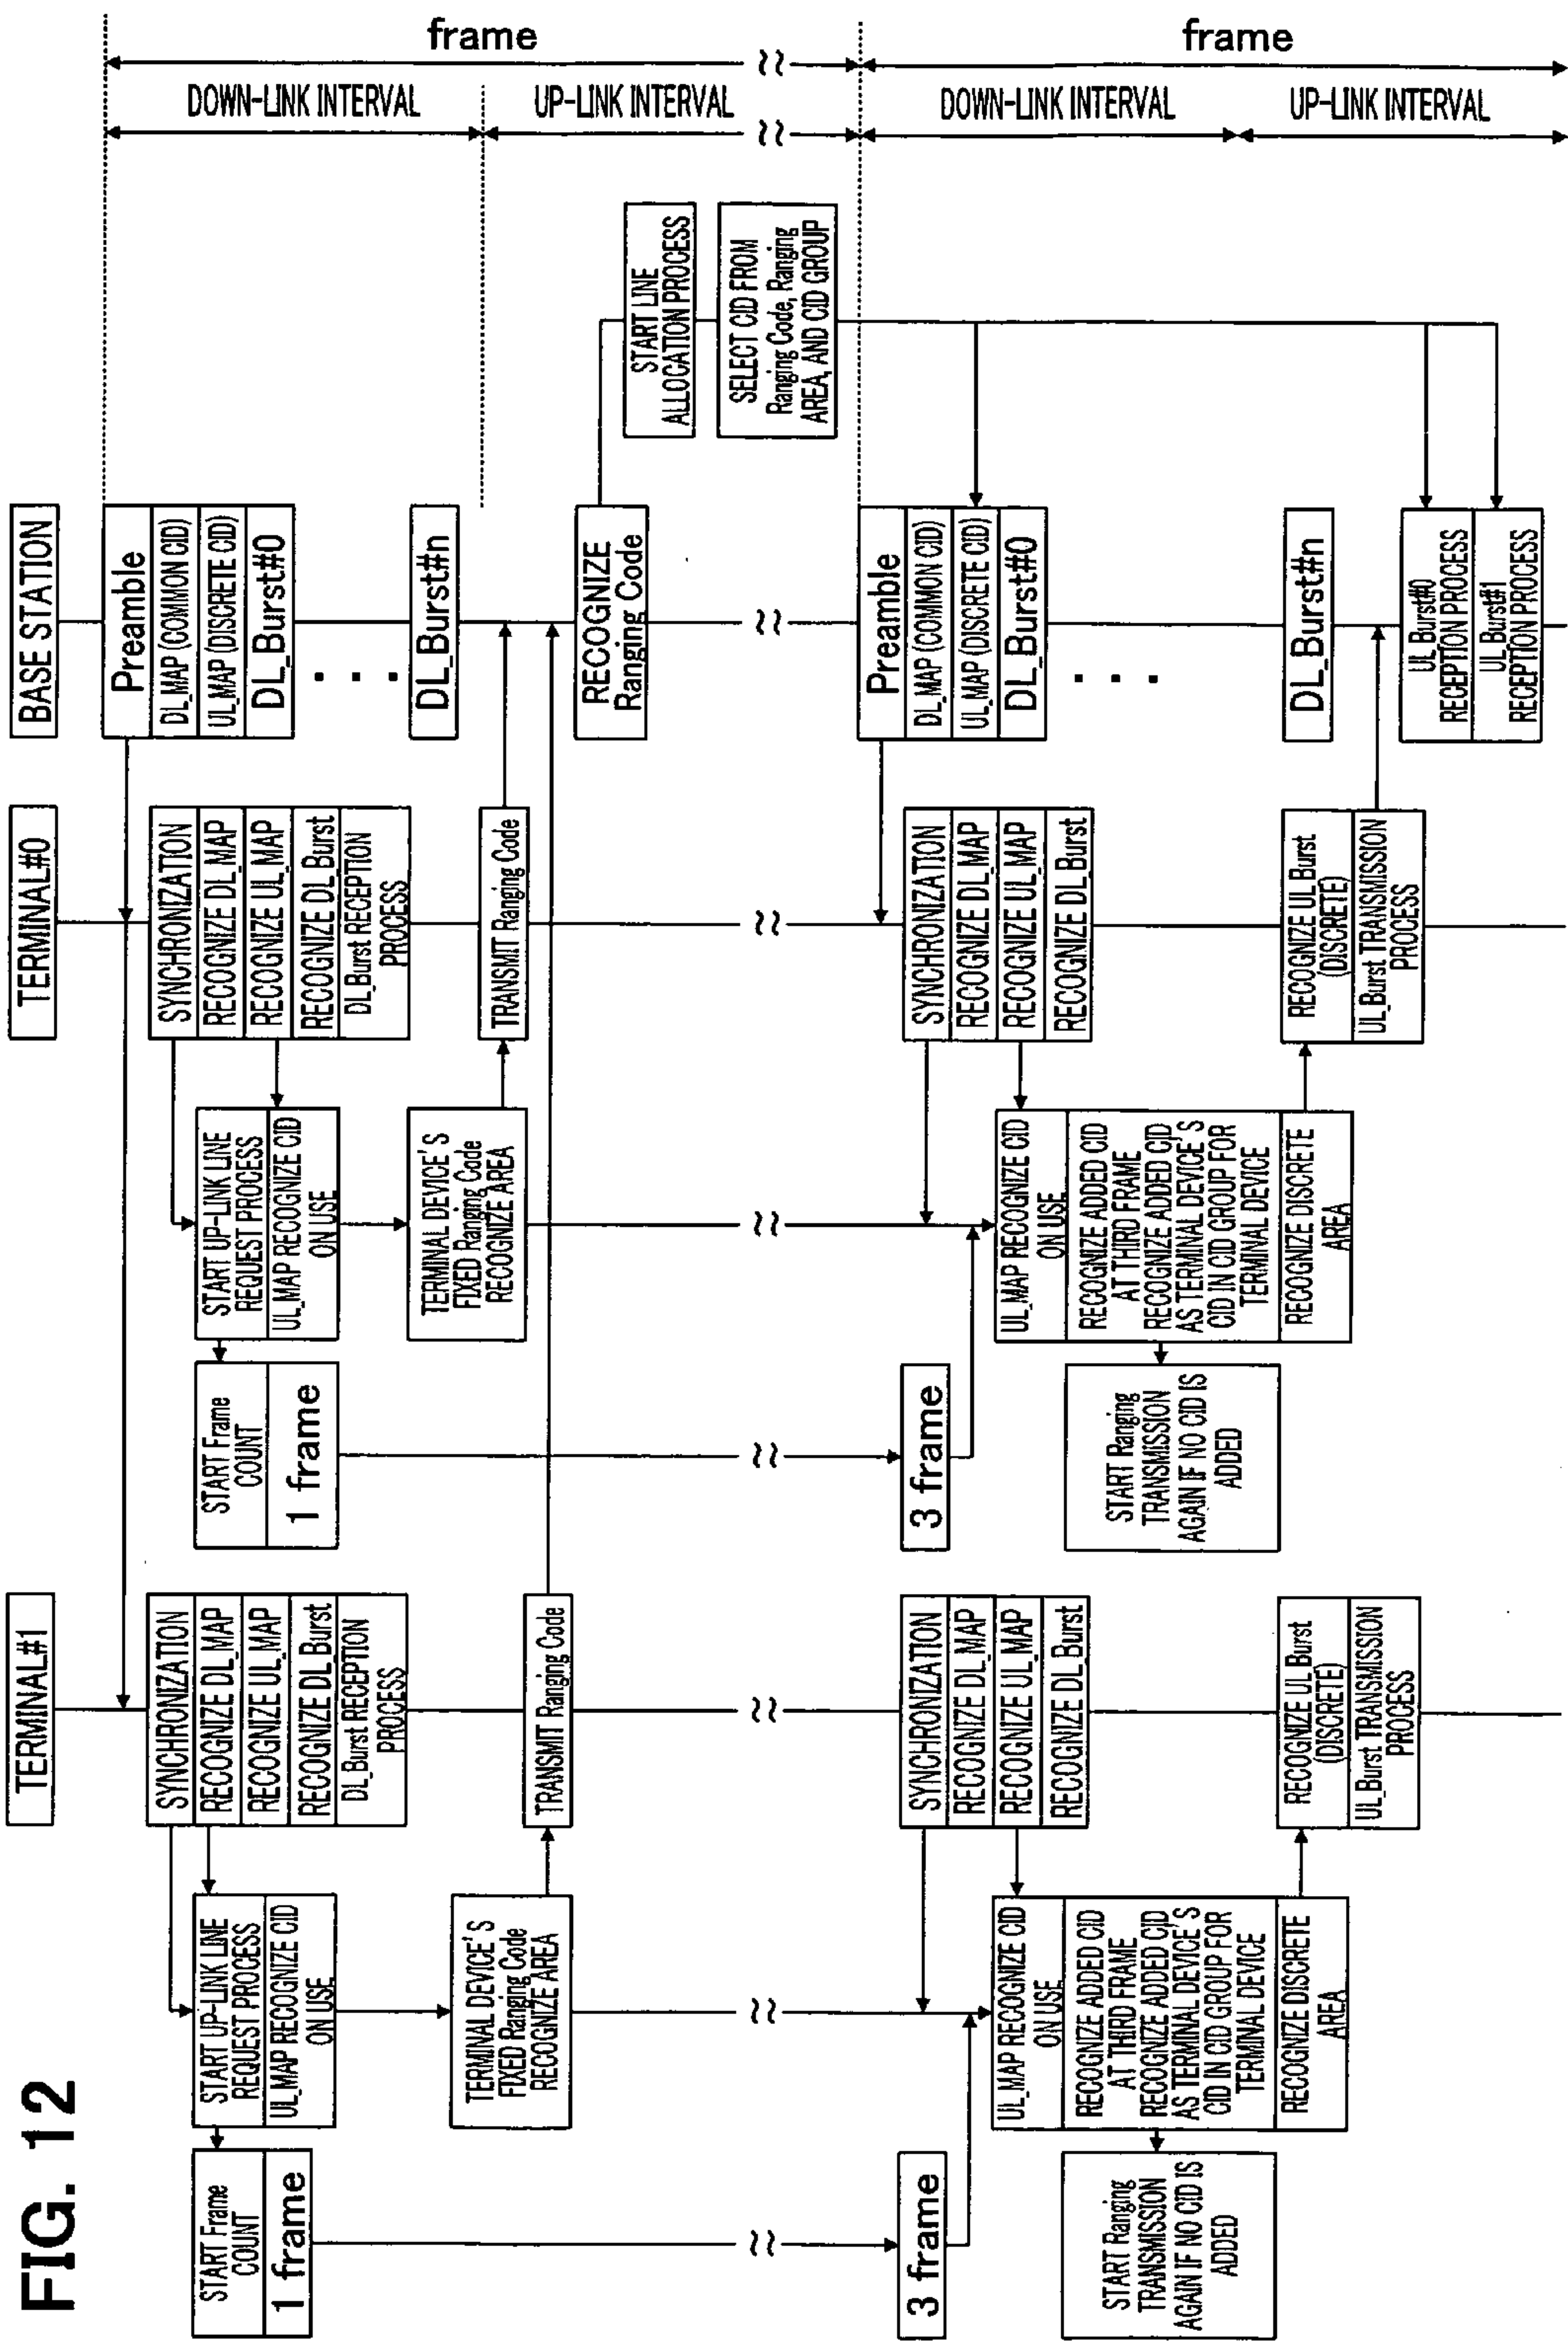 FIG. 12
TERMINAL#1
TERMINAL#0
BASE STATION
frame
DOWN-LINK INTERVAL
UP-LINK INTERVAL
frame
DOWN-LINK INTERVAL
UP-LINK INTERVAL
START Frame
COUNT
1 frame
START UP-LINK LINE
REQUEST PROCESS
UL_MAP RECOGNIZE CID
ON USE
SYNCHRONIZATION
RECOGNIZE DL_MAP
RECOGNIZE UL_MAP
RECOGNIZE DL_Burst
DL_Burst RECEPTION
PROCESS
TERMINAL DEVICE'S
FIXED Ranging Code
RECOGNIZE AREA
TRANSMIT Ranging Code
START Frame
COUNT
1 frame
START UP-LINK LINE
REQUEST PROCESS
UL_MAP RECOGNIZE CID
ON USE
SYNCHRONIZATION
RECOGNIZE DL_MAP
RECOGNIZE UL_MAP
RECOGNIZE DL_Burst
DL_Burst RECEPTION
PROCESS
TERMINAL DEVICE'S
FIXED Ranging Code
RECOGNIZE AREA
TRANSMIT Ranging Code
Preamble
DL_MAP (COMMON CID)
UL_MAP (DISCRETE CID)
DL_Burst#0
. . .
DL_Burst#n
RECOGNIZE
Ranging Code
START LINE
ALLOCATION PROCESS
SELECT CID FROM
Ranging Code, Ranging
AREA, AND CID GROUP
3 frame
SYNCHRONIZATION
RECOGNIZE DL_MAP
RECOGNIZE UL_MAP
RECOGNIZE DL_Burst
UL_MAP RECOGNIZE CID
ON USE
RECOGNIZE ADDED CID
AT THIRD FRAME
RECOGNIZE ADDED CID
AS TERMINAL DEVICE'S
CID IN CID GROUP FOR
TERMINAL DEVICE
RECOGNIZE DISCRETE
AREA
START Ranging
TRANSMISSION
AGAIN IF NO CID IS
ADDED
RECOGNIZE UL Burst
(DISCRETE)
UL_Burst TRANSMISSION
PROCESS
3 frame
SYNCHRONIZATION
RECOGNIZE DL_MAP
RECOGNIZE UL_MAP
RECOGNIZE DL_Burst
UL_MAP RECOGNIZE CID
ON USE
RECOGNIZE ADDED CID
AT THIRD FRAME
RECOGNIZE ADDED CID
AS TERMINAL DEVICE'S
CID IN CID GROUP FOR
TERMINAL DEVICE
RECOGNIZE DISCRETE
AREA
START Ranging
TRANSMISSION
AGAIN IF NO CID IS
ADDED
RECOGNIZE UL Burst
(DISCRETE)
UL_Burst TRANSMISSION
PROCESS
Preamble
DL_MAP (COMMON CID)
UL_MAP (DISCRETE CID)
DL_Burst#0
. . .
DL_Burst#n
UL Burst#0
RECEPTION PROCESS
UL Burst#1
RECEPTION PROCESS